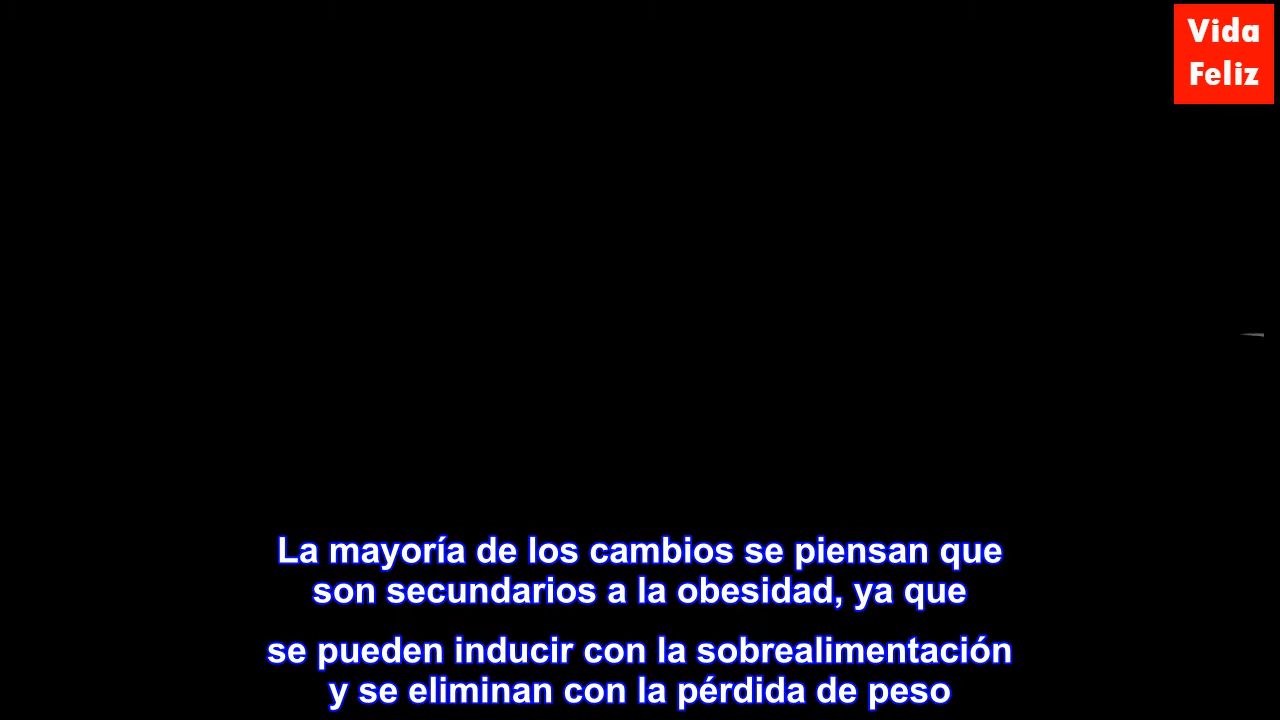 Vida
Feliz
La mayoría de los cambios se piensan que
son secundarios a la obesidad, ya que
se pueden inducir con la sobrealimentación
y se eliminan con la pérdida de peso